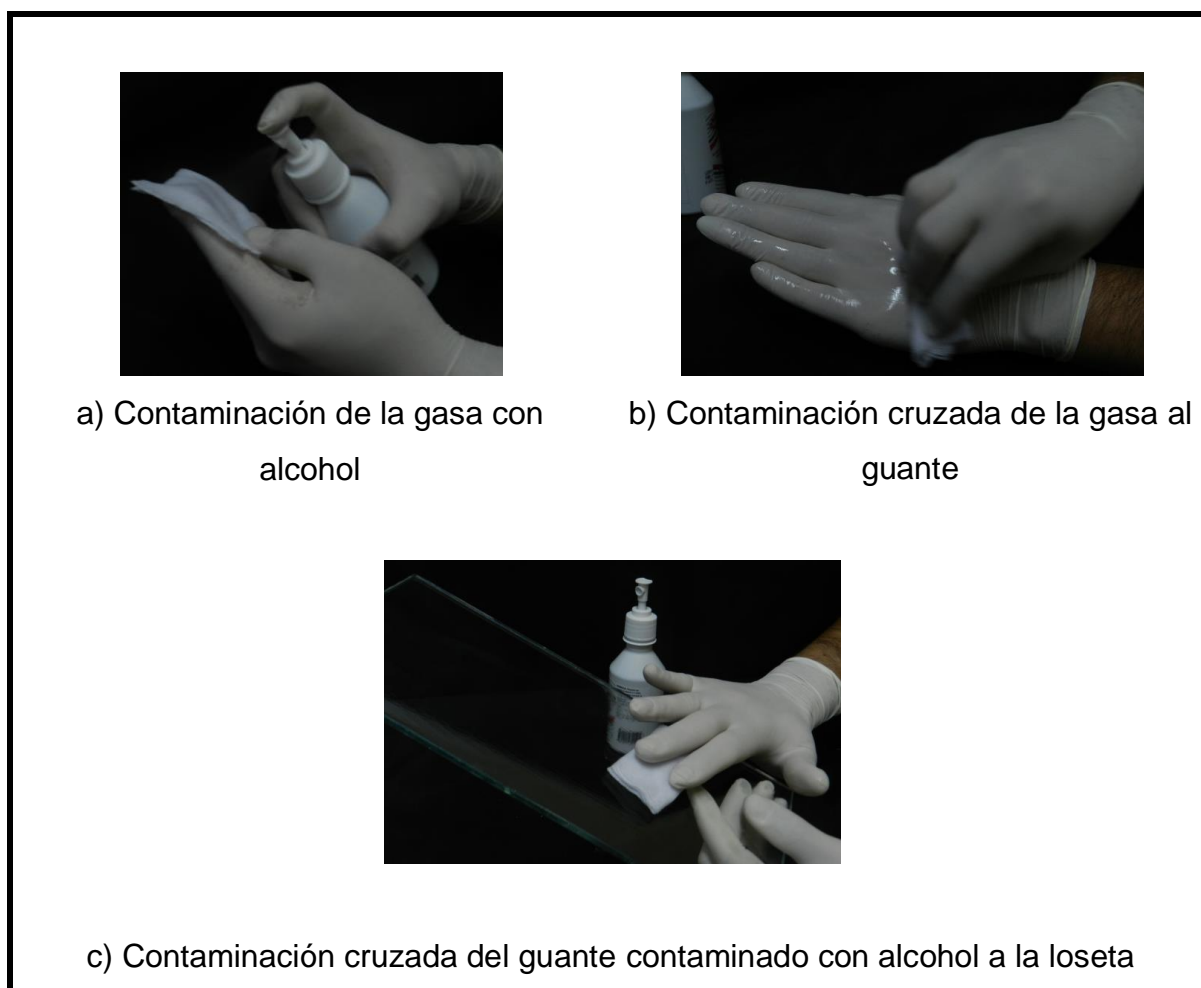 a) Contaminación de la gasa con
alcohol
b) Contaminación cruzada de la gasa al
guante
c) Contaminación cruzada del guante contaminado con alcohol a la loseta